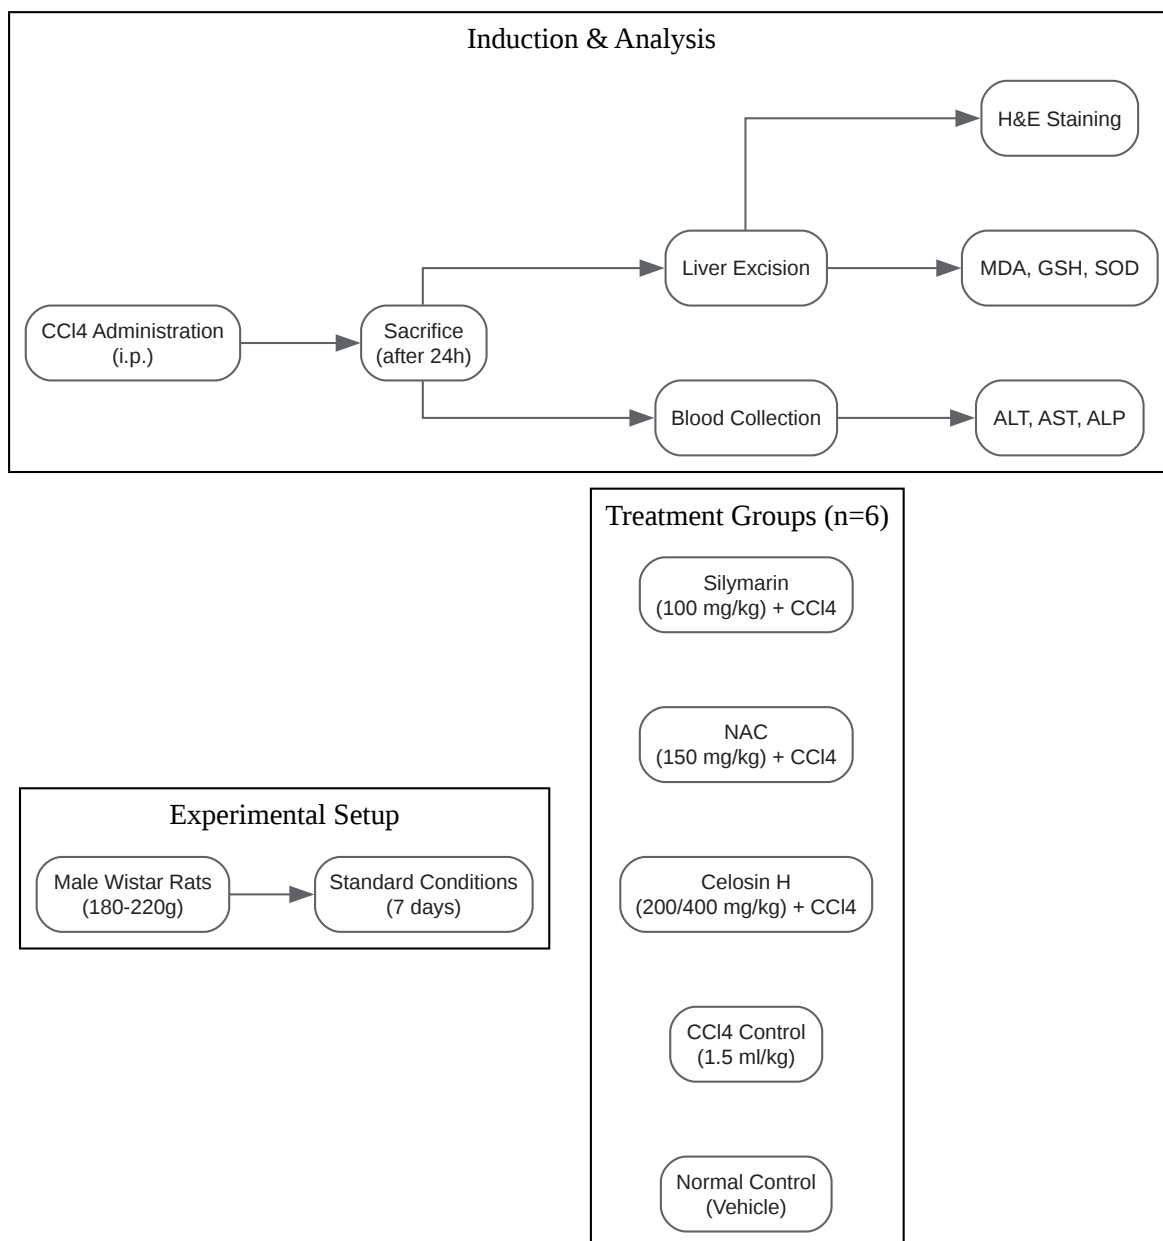 Induction & Analysis
H&E Staining
Liver Excision
MDA, GSH, SOD
CCl4 Administration
(i.p.)
Sacrifice
(after 24h)
Blood Collection
ALT, AST, ALP
Treatment Groups (n=6)
Silymarin
(100 mg/kg) + CCl4
NAC
(150 mg/kg) + CCl4
Experimental Setup
Male Wistar Rats
(180-220g)
Standard Conditions
(7 days)
Celosin H
(200/400 mg/kg) + CCl4
CCl4 Control
(1.5 ml/kg)
Normal Control
(Vehicle)